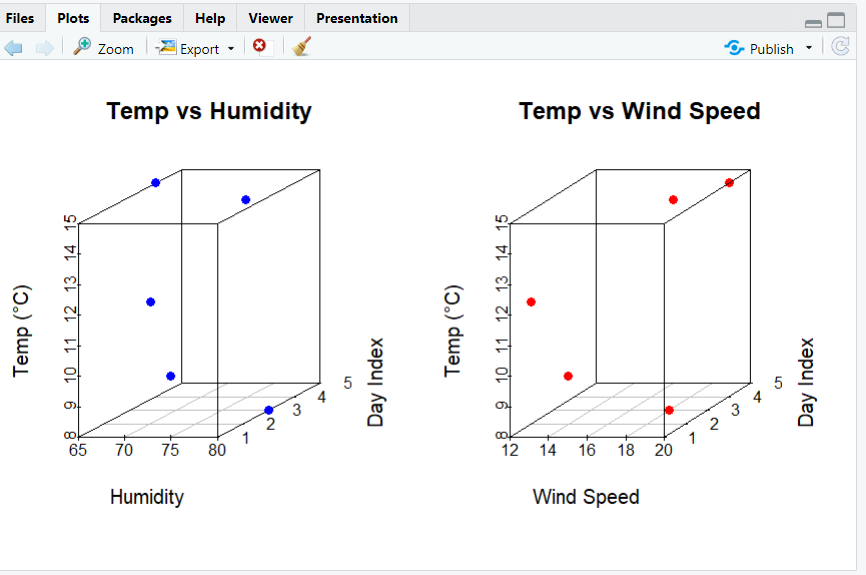 Files Plots Packages Help Viewer Presentation
Zoom Export Publish
Temp vs Humidity
Temp (°C)
15
14
13
12
11
10
9
8
65 70 75 80
1 2 3 4 5
Day Index
Humidity
Temp vs Wind Speed
Temp (°C)
15
14
13
12
11
10
9
8
12 14 16 18 20
1 2 3 4 5
Day Index
Wind Speed